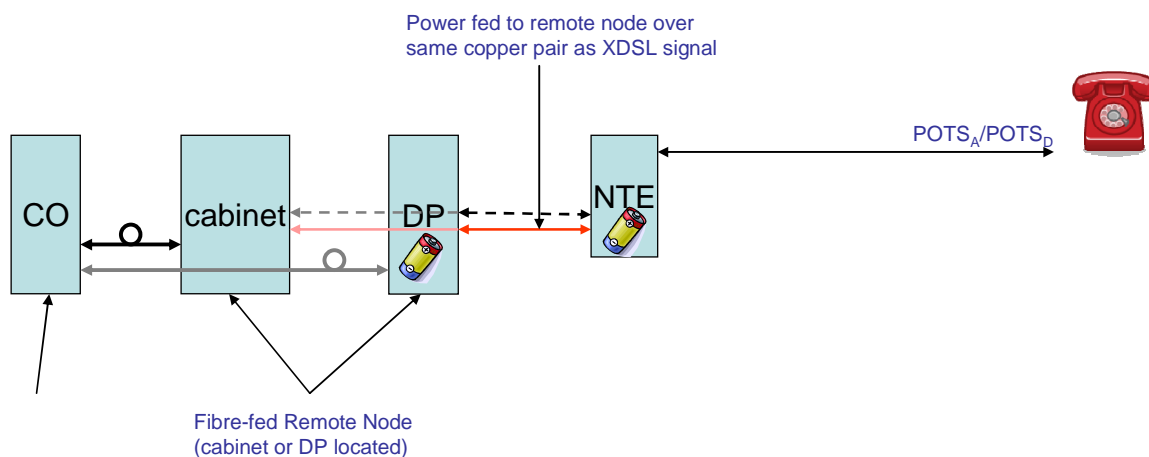 Power fed to remote node over
same copper pair as XDSL signal
POTSA/POTSD
CO
cabinet
DP
NTE
Fibre-fed Remote Node
(cabinet or DP located)